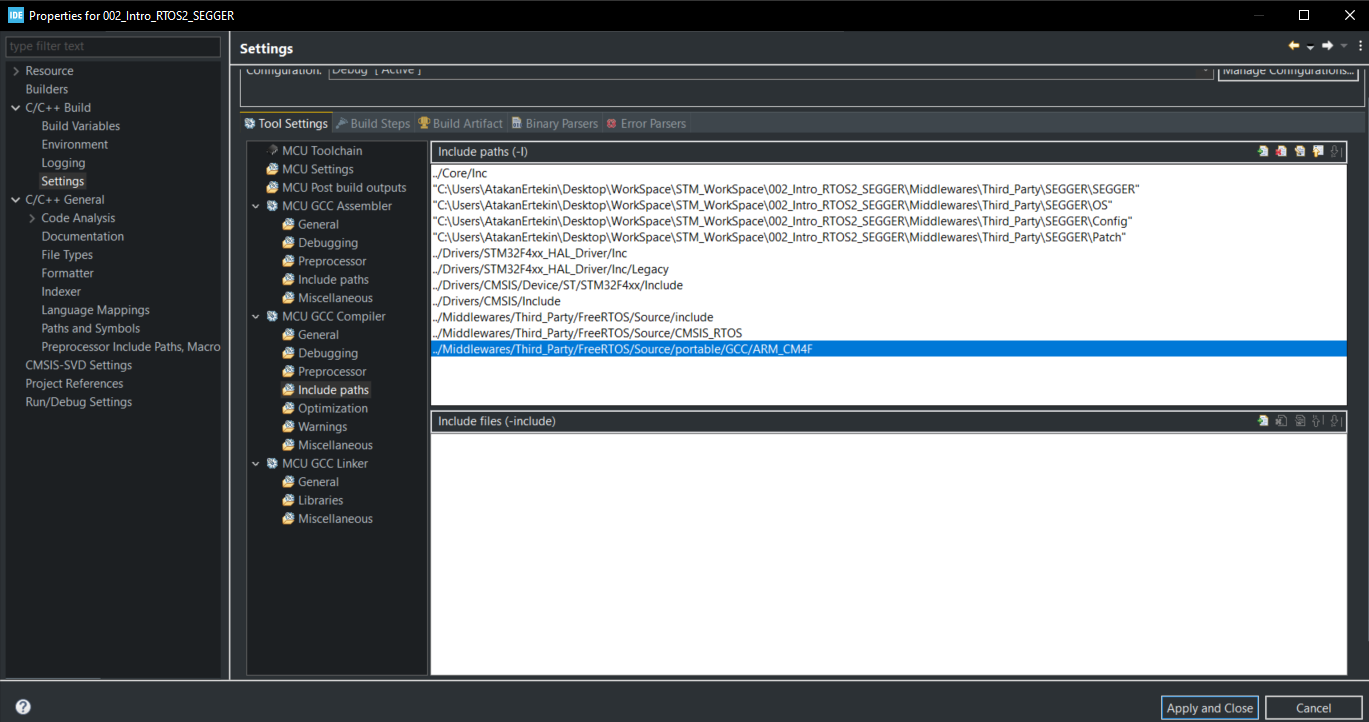 IDE Properties for 002_Intro_RTOS2_SEGGER
type filter text
Resource
Builders
C/C++ Build
Build Variables
Environment
Logging
Settings
C/C++ General
Code Analysis
Documentation
File Types
Formatter
Indexer
Language Mappings
Paths and Symbols
Preprocessor Include Paths, Macro
CMSIS-SVD Settings
Project References
Run/Debug Settings
Settings
Configuration: Debug [ Active ] Manage Configurations...
Tool Settings Build Steps Build Artifact Binary Parsers Error Parsers
MCU Toolchain
MCU Settings
MCU Post build outputs
MCU GCC Assembler
General
Debugging
Preprocessor
Include paths
Miscellaneous
MCU GCC Compiler
General
Debugging
Preprocessor
Include paths
Optimization
Warnings
Miscellaneous
MCU GCC Linker
General
Libraries
Miscellaneous
Include paths (-I)
../Core/Inc
"C:\Users\AtakanErtekin\Desktop\WorkSpace\STM_WorkSpace\002_Intro_RTOS2_SEGGER\Middlewares\Third_Party\SEGGER\SEGGER"
"C:\Users\AtakanErtekin\Desktop\WorkSpace\STM_WorkSpace\002_Intro_RTOS2_SEGGER\Middlewares\Third_Party\SEGGER\OS"
"C:\Users\AtakanErtekin\Desktop\WorkSpace\STM_WorkSpace\002_Intro_RTOS2_SEGGER\Middlewares\Third_Party\SEGGER\Config"
"C:\Users\AtakanErtekin\Desktop\WorkSpace\STM_WorkSpace\002_Intro_RTOS2_SEGGER\Middlewares\Third_Party\SEGGER\Patch"
../Drivers/STM32F4xx_HAL_Driver/Inc
../Drivers/STM32F4xx_HAL_Driver/Inc/Legacy
../Drivers/CMSIS/Device/ST/STM32F4xx/Include
../Drivers/CMSIS/Include
../Middlewares/Third_Party/FreeRTOS/Source/include
../Middlewares/Third_Party/FreeRTOS/Source/CMSIS_RTOS
../Middlewares/Third_Party/FreeRTOS/Source/portable/GCC/ARM_CM4F
Include files (-include)
Apply and Close Cancel